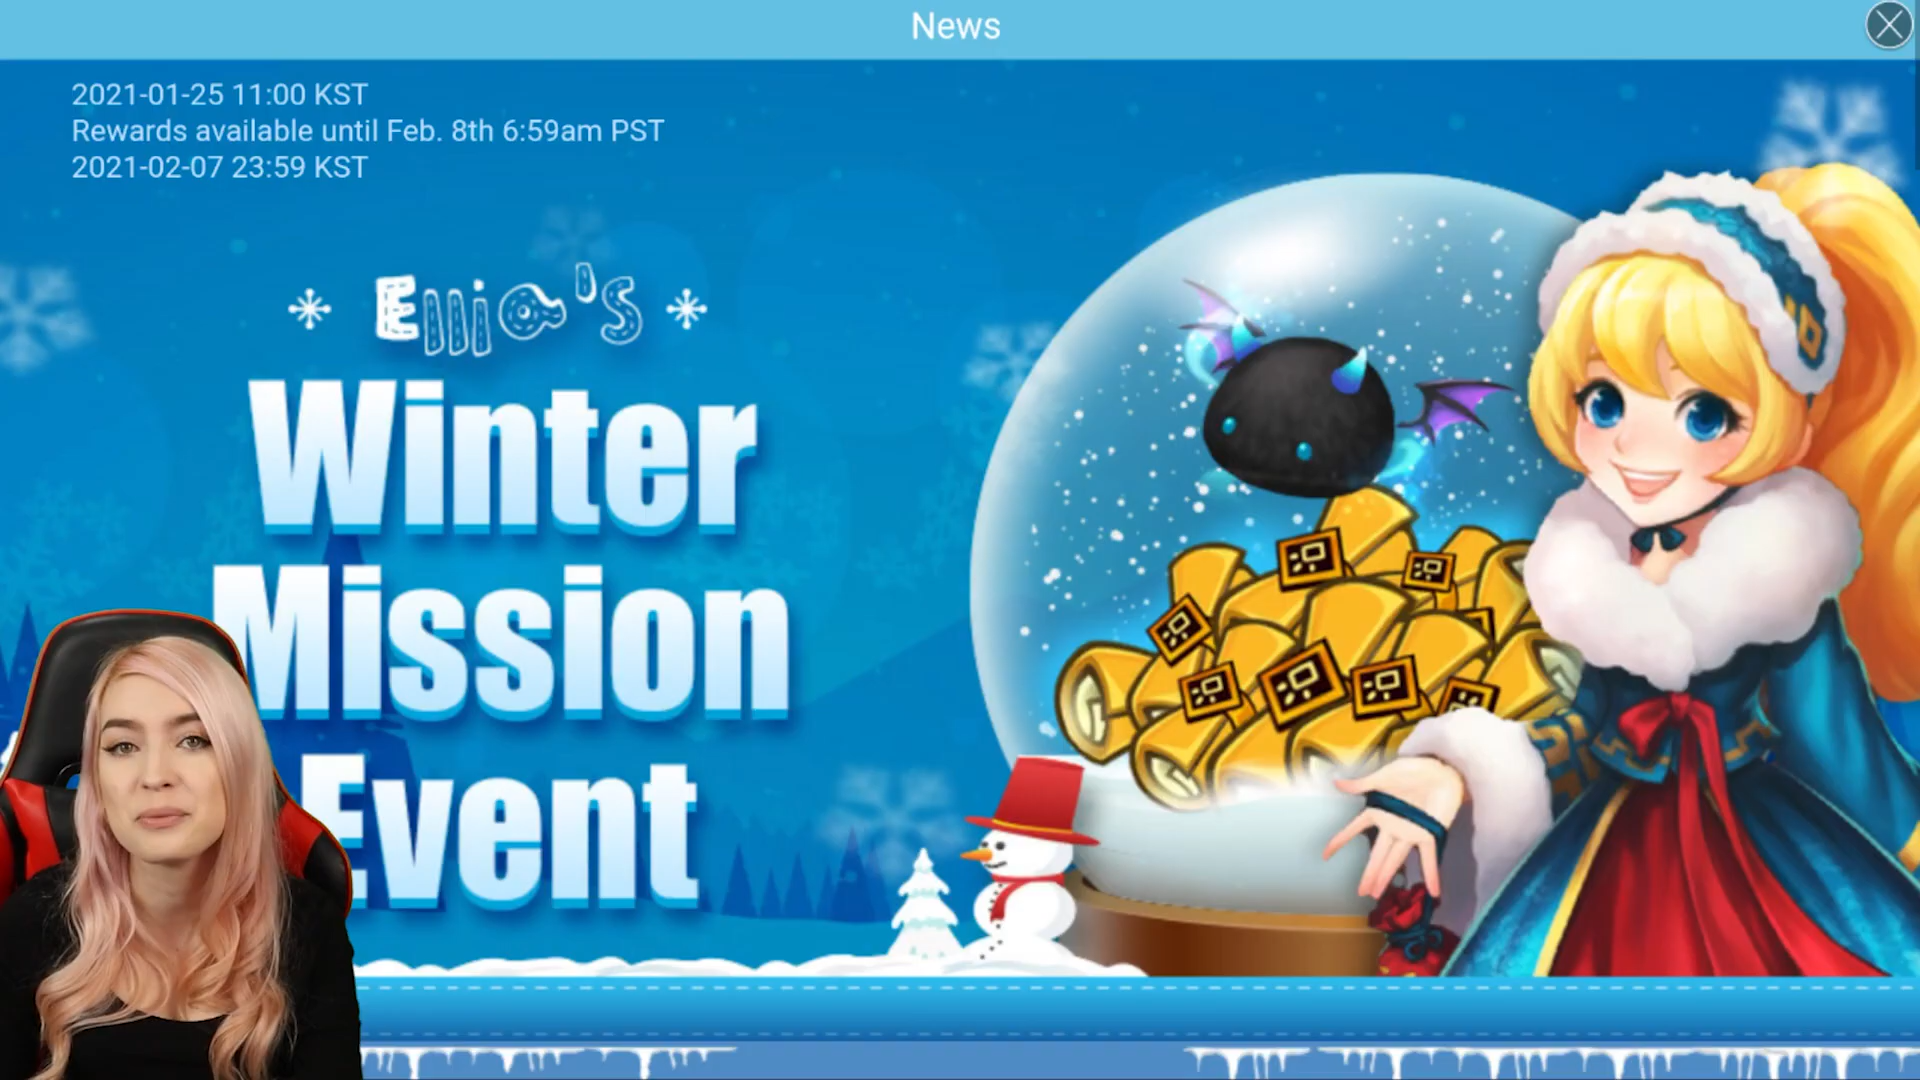 News
2021-01-25 11:00 KST
Rewards available until Feb. 8th 6:59am PST
2021-02-07 23:59 KST
Ellia's
Winter
Mission
Event